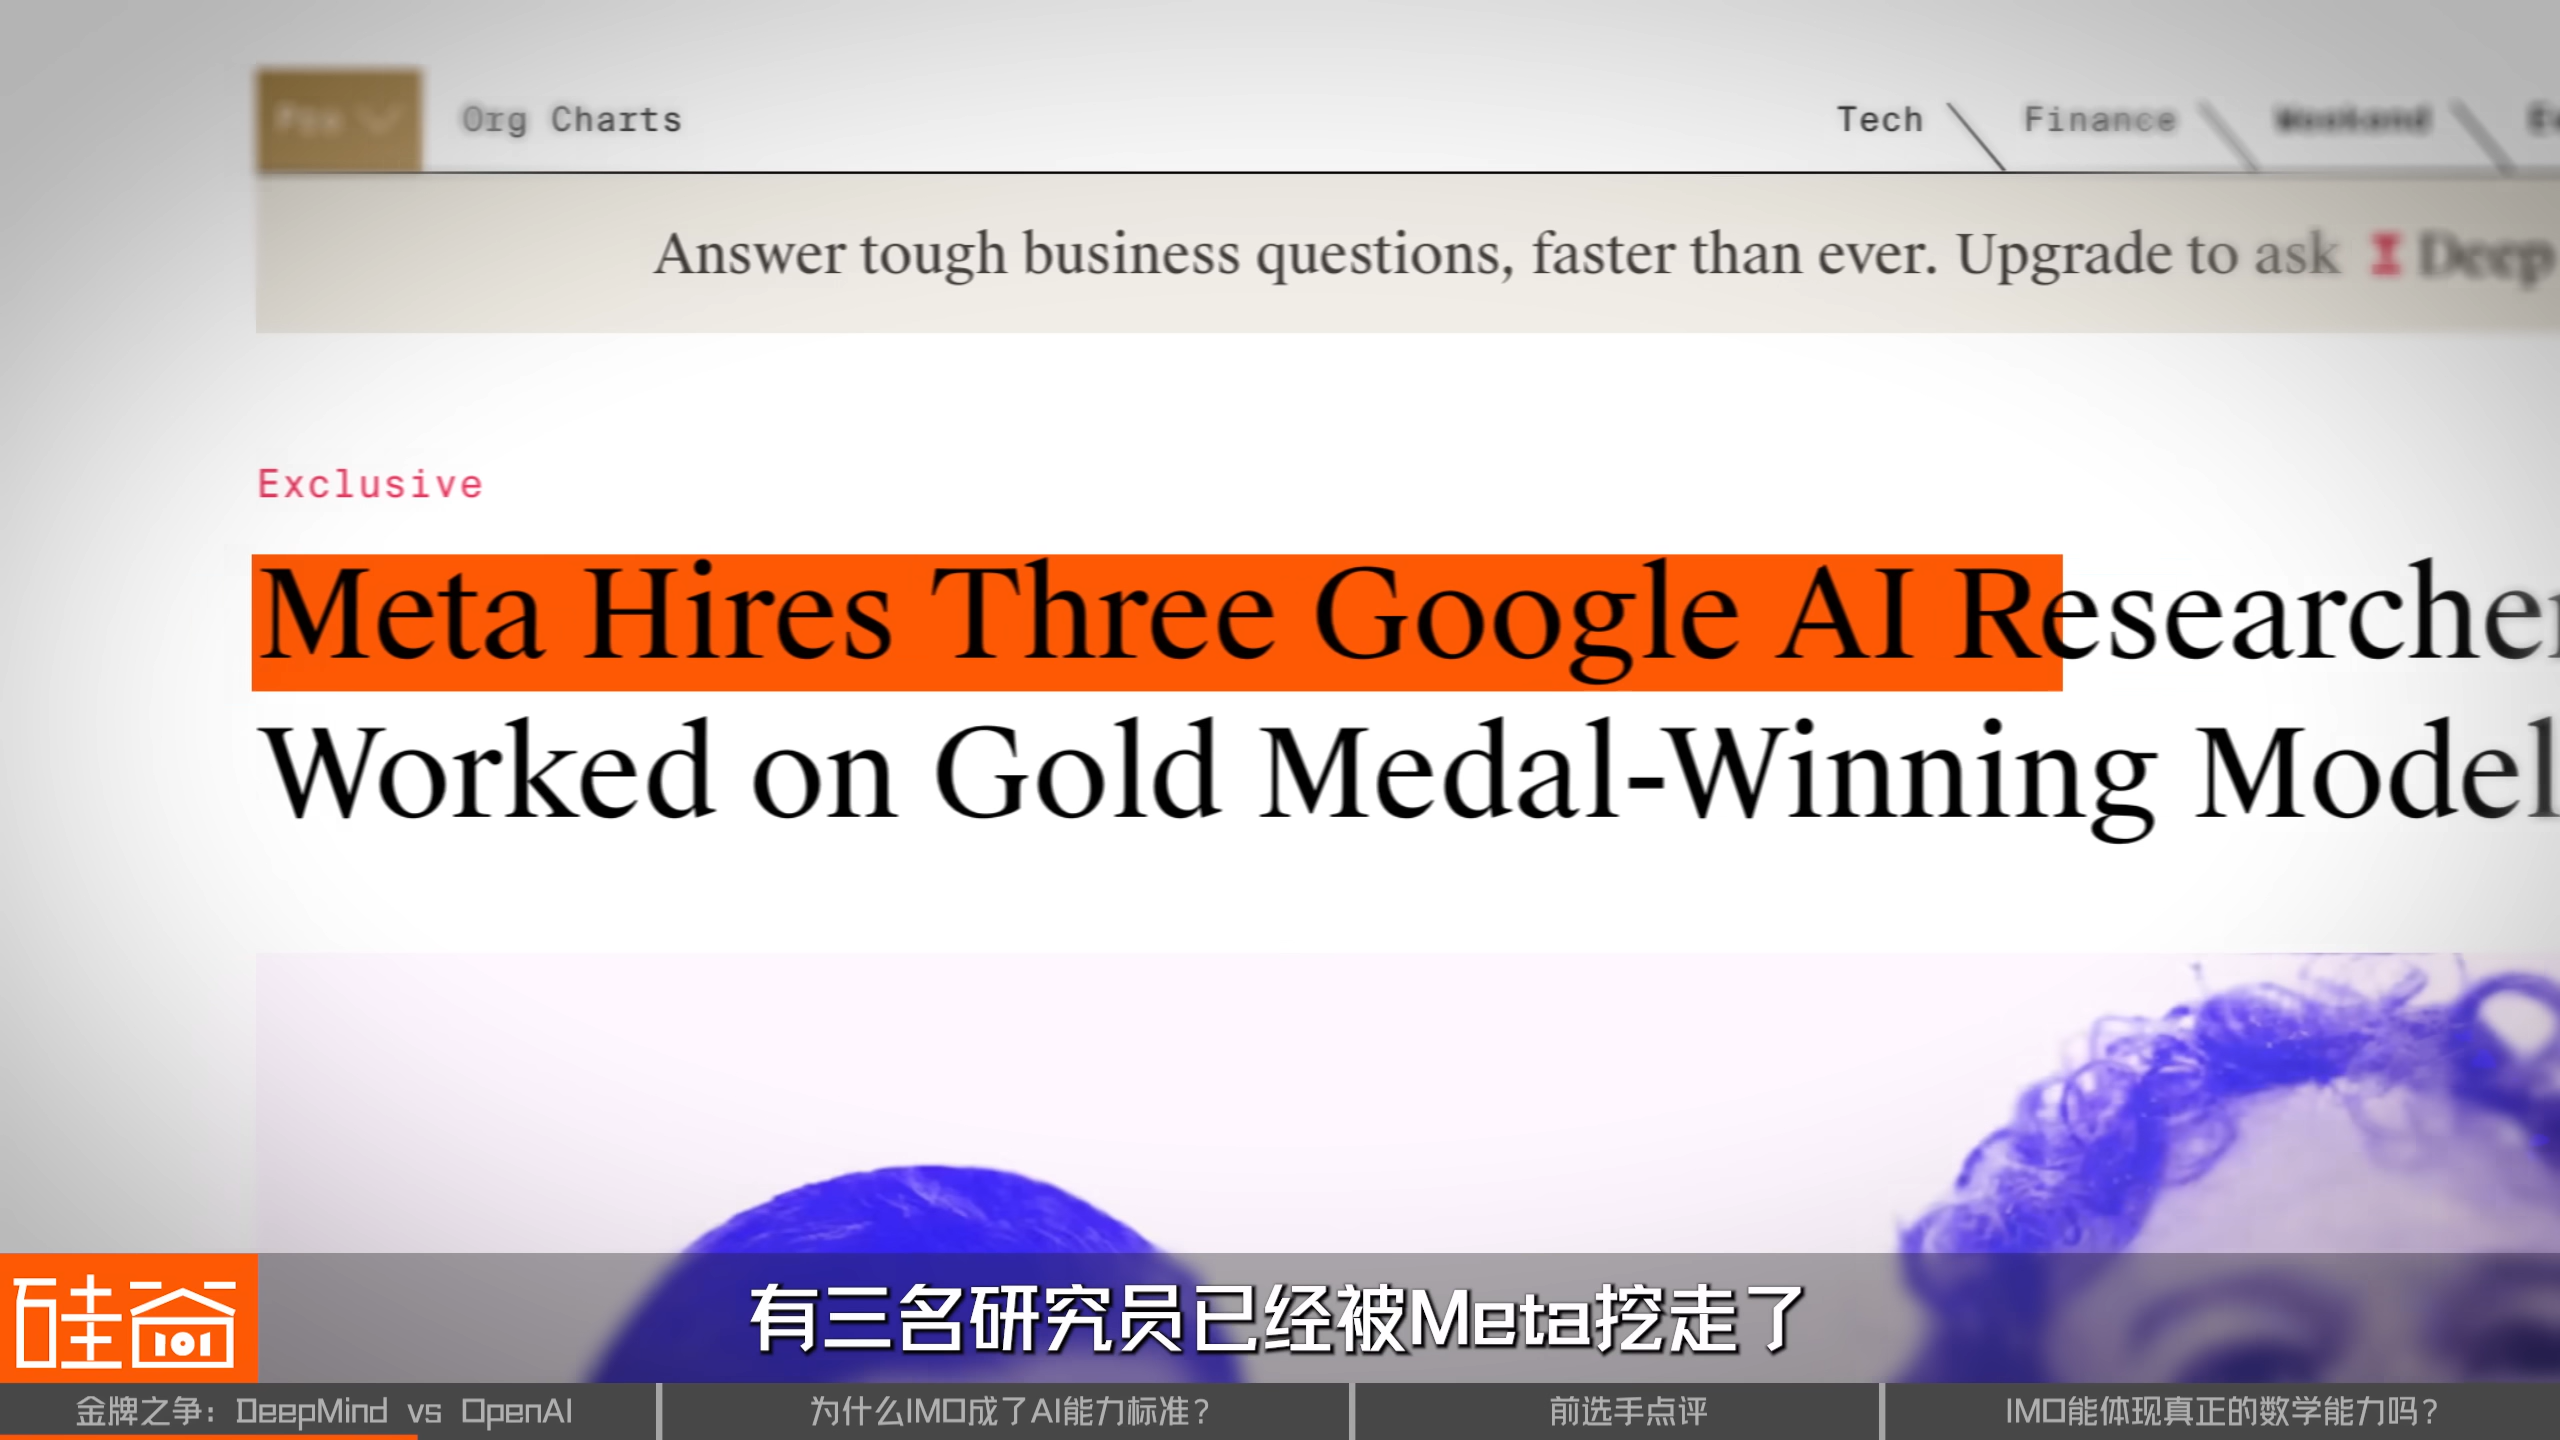 Pro
Org Charts
Tech
Finance
Weekend
Answer tough business questions, faster than ever. Upgrade to ask
Deep
Exclusive
Meta Hires Three Google AI Researcher
Worked on Gold Medal-Winning Model
硅谷
101
有三名研究员已经被Meta挖走了
金牌之争：DeepMind vs OpenAI
为什么IMO成了AI能力标准？
前选手点评
IMO能体现真正的数学能力吗？